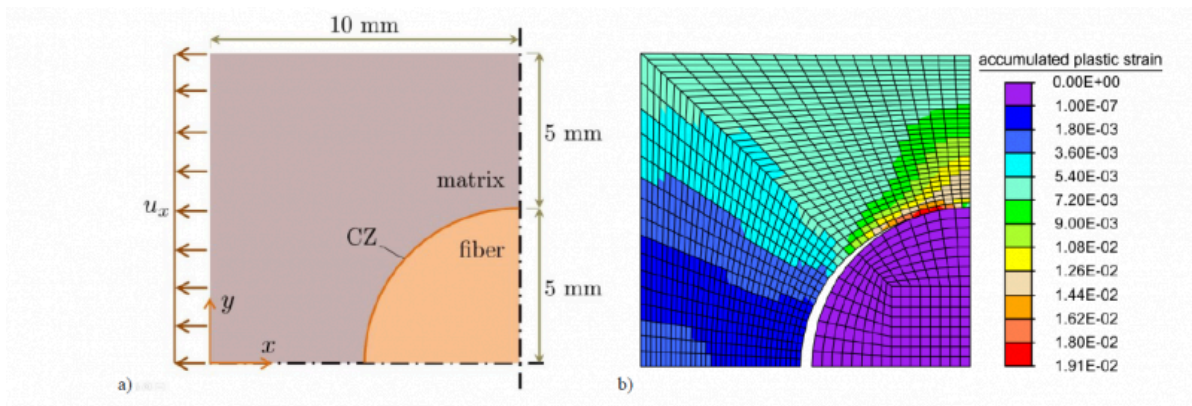 10 mm
5 mm
matrix
u_x
CZ
fiber
5 mm
y
x
a)
accumulated plastic strain
0.00E+00
1.00E-07
1.80E-03
3.60E-03
5.40E-03
7.20E-03
9.00E-03
1.08E-02
1.26E-02
1.44E-02
1.62E-02
1.80E-02
1.91E-02
b)